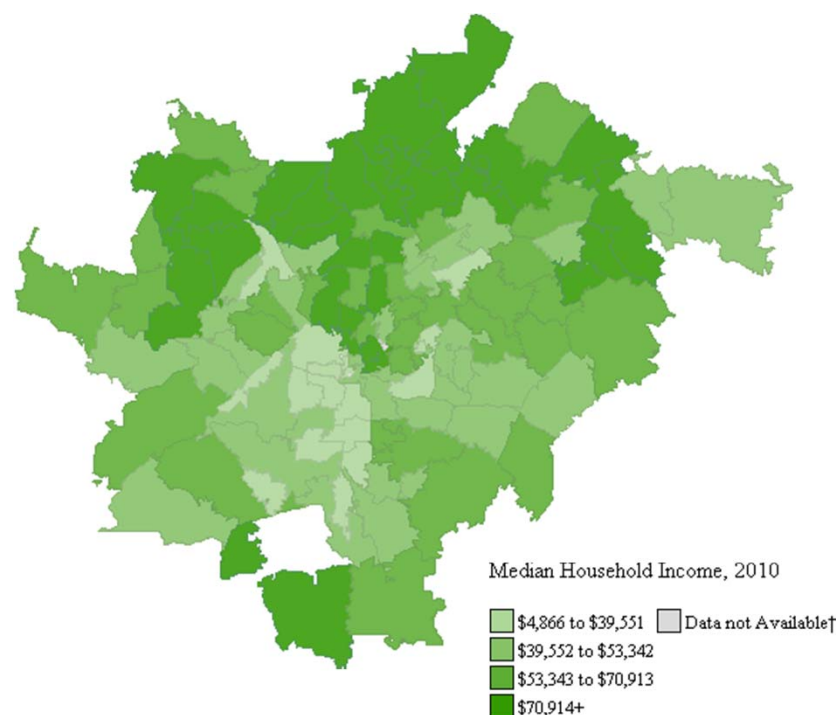 Median Household Income, 2010
$4,866 to $39,551 Data not Available†
$39,552 to $53,342
$53,343 to $70,913
$70,914+